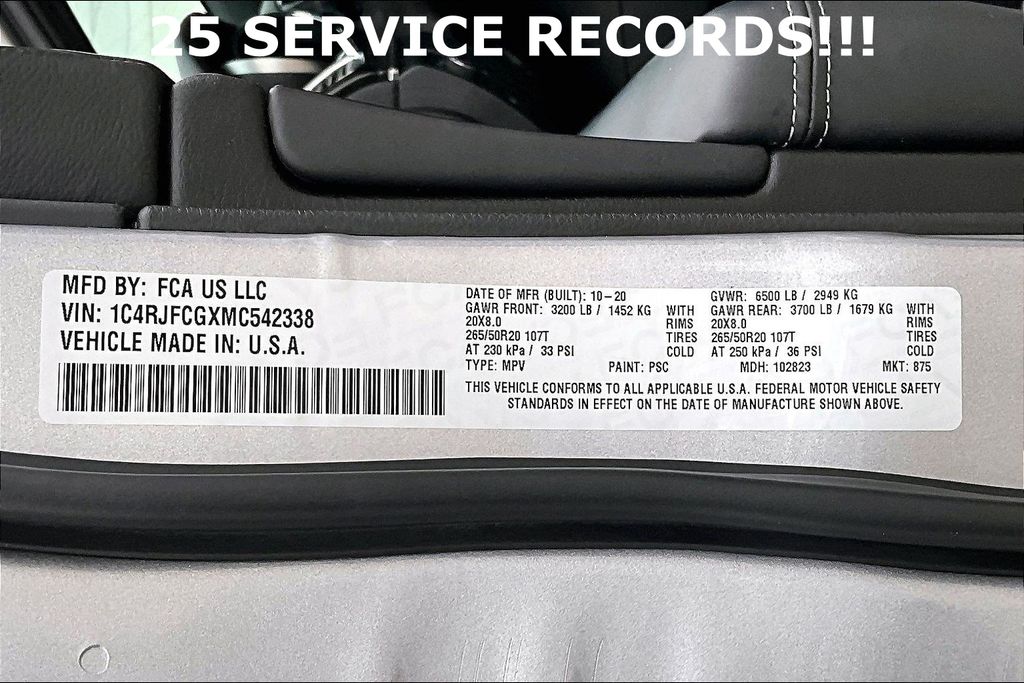 25 SERVICE RECORDS!!!
MFD BY: FCA US LLC
VIN: 1C4RJFCGXMC542338
VEHICLE MADE IN: U.S.A.
DATE OF MFR (BUILT): 10-20
GAWR FRONT: 3200 LB / 1452 KG WITH
20X8.0 RIMS
265/50R20 107T TIRES
AT 230 kPa / 33 PSI COLD
GVWR: 6500 LB / 2949 KG
GAWR REAR: 3700 LB / 1679 KG WITH
20X8.0 RIMS
265/50R20 107T TIRES
AT 250 kPa / 36 PSI COLD
TYPE: MPV PAINT: PSC MDH: 102823 MKT: 875
THIS VEHICLE CONFORMS TO ALL APPLICABLE U.S.A. FEDERAL MOTOR VEHICLE SAFETY
STANDARDS IN EFFECT ON THE DATE OF MANUFACTURE SHOWN ABOVE.